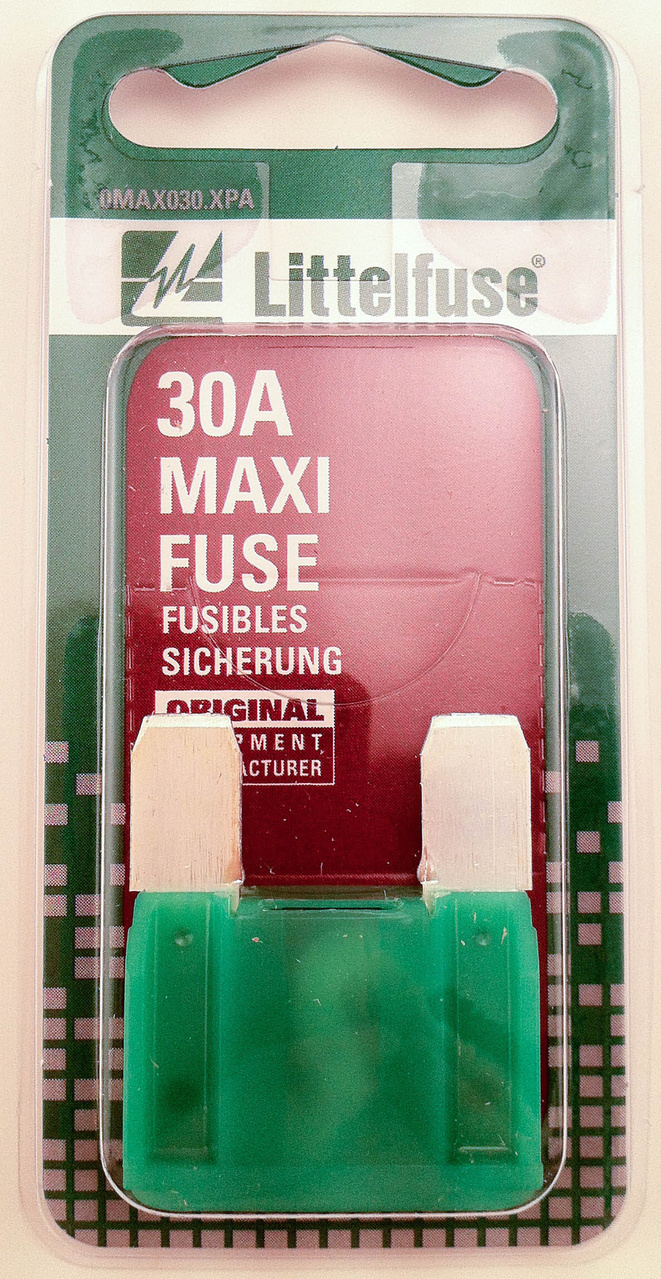 0MAX030.XPA
Littelfuse®
30A
MAXI
FUSE
FUSIBLES
SICHERUNG
ORIGINAL